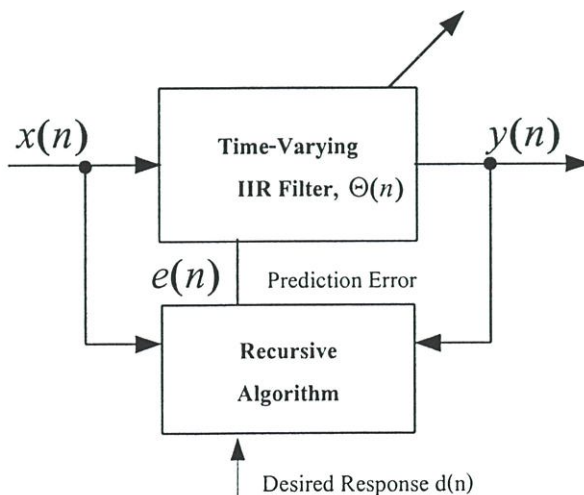 x(n)
y(n)
Time-Varying
IIR Filter, Θ(n)
e(n)
Prediction Error
Recursive
Algorithm
Desired Response d(n)